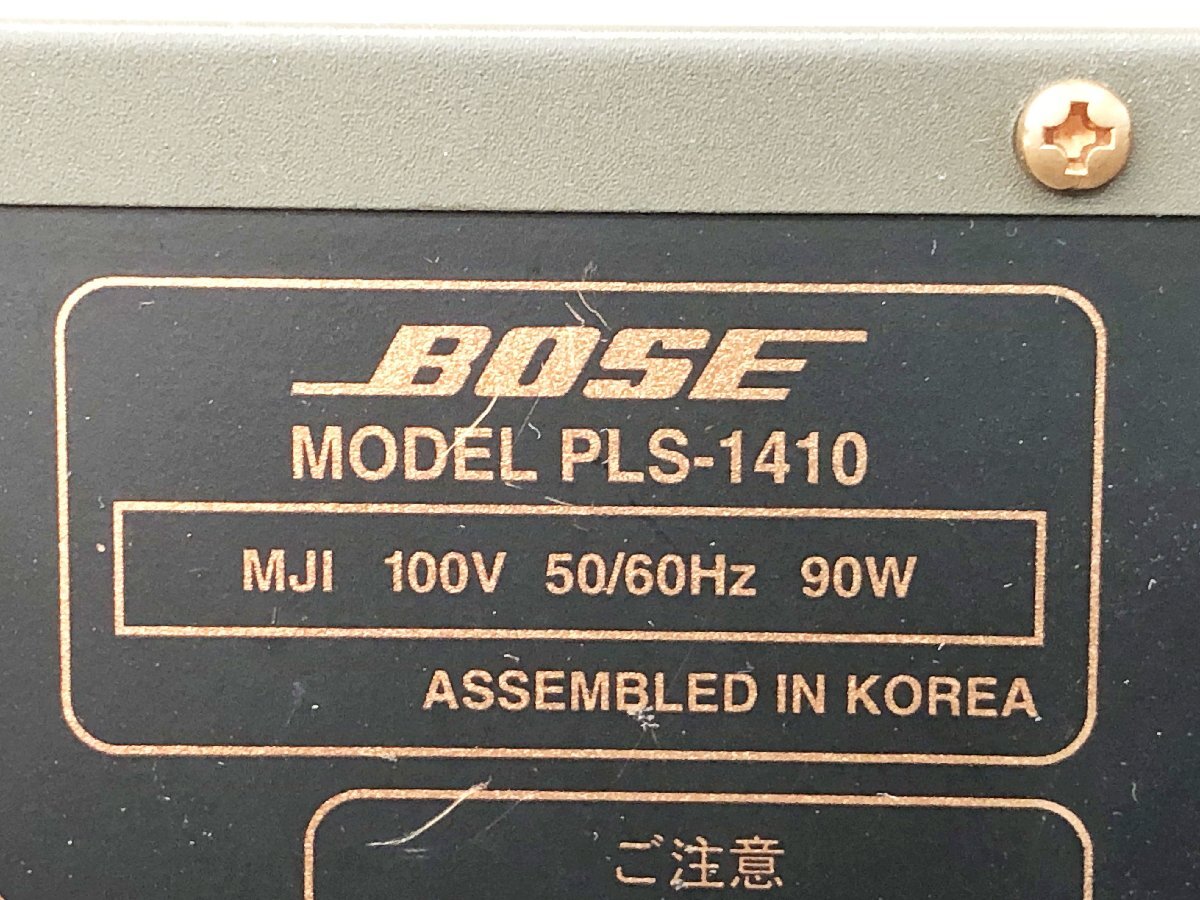 BOSE
MODEL PLS-1410
MJI 100V 50/60Hz 90W
ASSEMBLED IN KOREA
ご注意